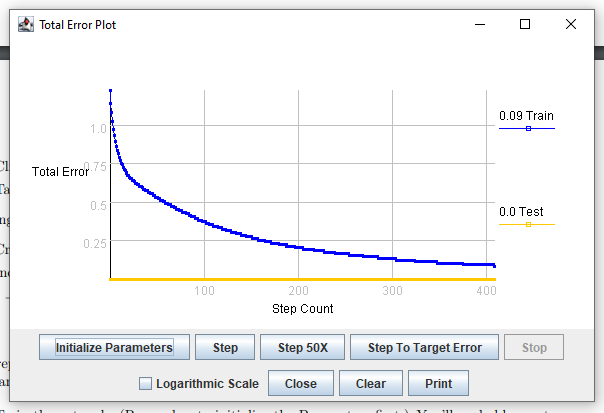 Total Error Plot
0.09 Train
1.0
0.75
Total Error
0.5
0.0 Test
0.25
100 200 300 400
Step Count
Initialize Parameters Step Step 50X Step To Target Error Stop
Logarithmic Scale Close Clear Print